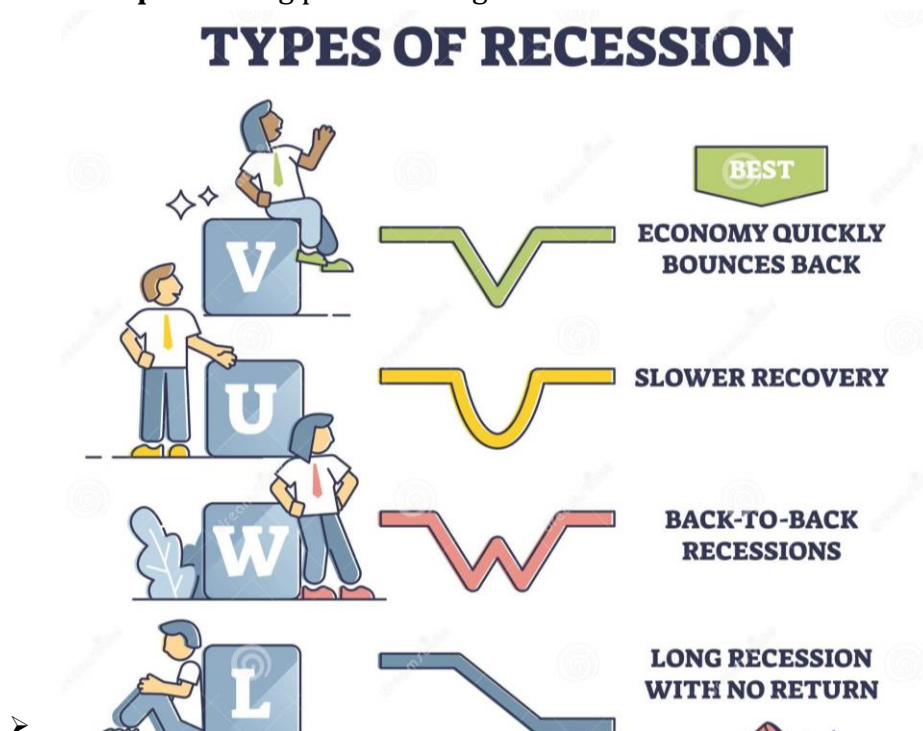 TYPES OF RECESSION
BEST
V
ECONOMY QUICKLY
BOUNCES BACK
U
SLOWER RECOVERY
W
BACK-TO-BACK
RECESSIONS
L
LONG RECESSION
WITH NO RETURN